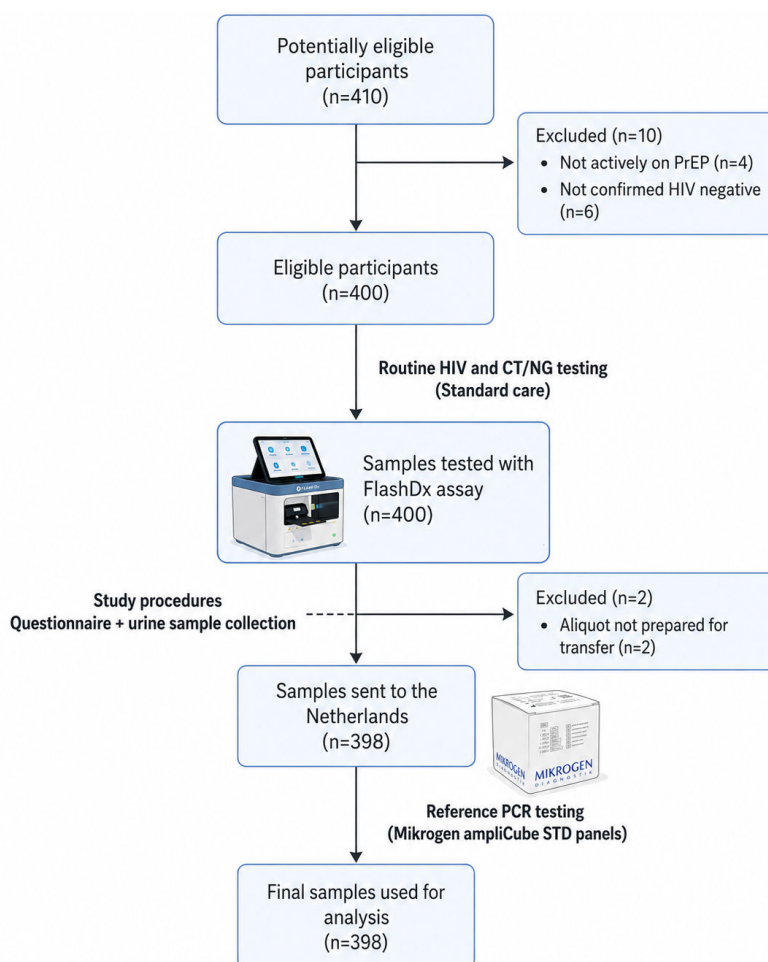 Potentially eligible
participants
(n=410)
Excluded (n=10)
• Not actively on PrEP (n=4)
• Not confirmed HIV negative
(n=6)
Eligible participants
(n=400)
Routine HIV and CT/NG testing
(Standard care)
Samples tested with
FlashDx assay
(n=400)
Study procedures
Questionnaire + urine sample collection
Excluded (n=2)
• Aliquot not prepared for
transfer (n=2)
Samples sent to the
Netherlands
(n=398)
MIKROGEN
DIAGNOSTIK
MIKROGEN
DIAGNOSTIK
Reference PCR testing
(Mikrogen ampliCube STD panels)
Final samples used for
analysis
(n=398)